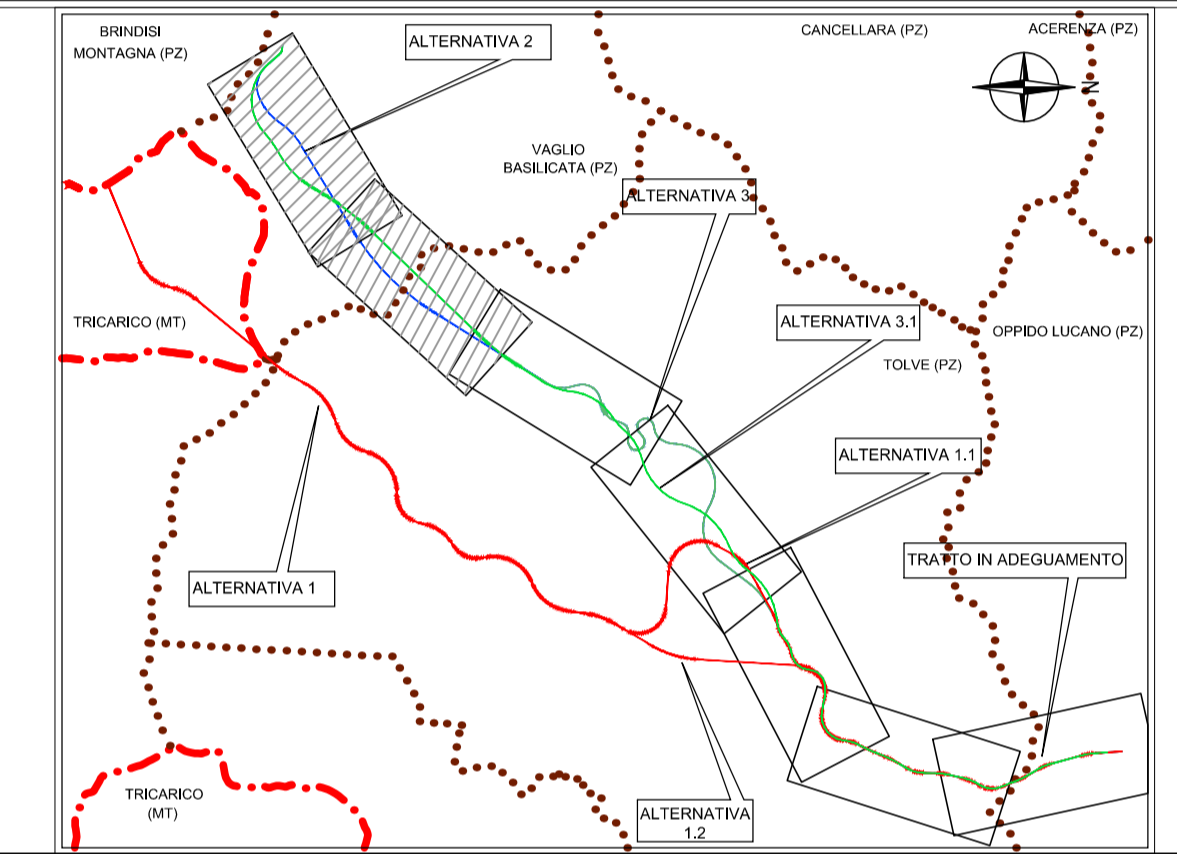 BRINDISI
MONTAGNA (PZ)
ALTERNATIVA 2
CANCELLARA (PZ)
ACERENZA (PZ)
N
VAGLIO
BASILICATA (PZ)
ALTERNATIVA 3
TRICARICO (MT)
ALTERNATIVA 3.1
OPPIDO LUCANO (PZ)
TOLVE (PZ)
ALTERNATIVA 1.1
TRATTO IN ADEGUAMENTO
ALTERNATIVA 1
TRICARICO
(MT)
ALTERNATIVA
1.2